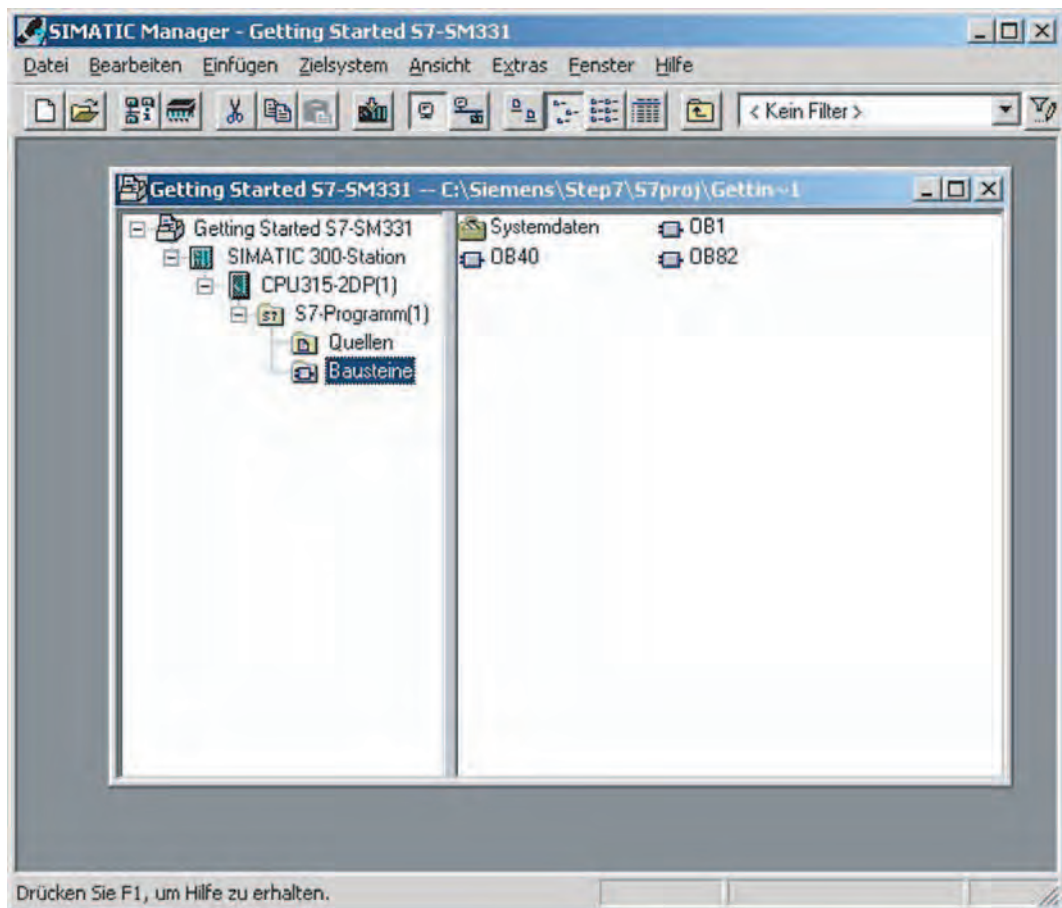 SIMATIC Manager - Getting Started S7-SM331
Datei Bearbeiten Einfügen Zielsystem Ansicht Extras Fenster Hilfe
< Kein Filter >
Getting Started S7-SM331 -- C:\Siemens\Step7\S7proj\Gettin~1
Getting Started S7-SM331
SIMATIC 300-Station
CPU315-2DP(1)
S7-Programm(1)
Quellen
Bausteine
Systemdaten OB1
OB40 OB82
Drücken Sie F1, um Hilfe zu erhalten.